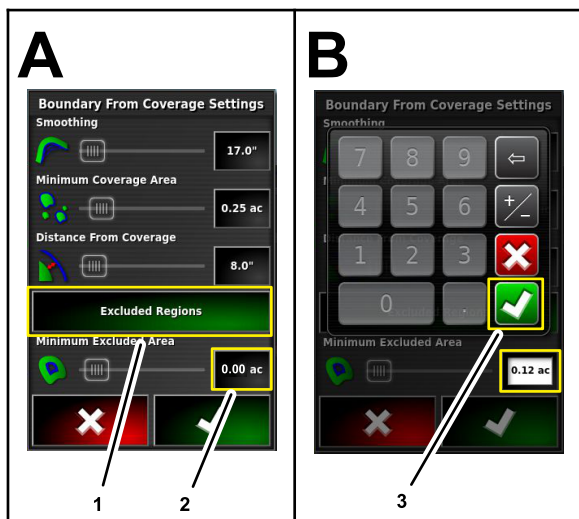 A
Boundary From Coverage Settings
Smoothing
17.0"
Minimum Coverage Area
0.25 ac
Distance From Coverage
8.0"
Excluded Regions
Minimum Excluded Area
0.00 ac
1
2
B
Boundary From Coverage Settings
Smoothing
7 8 9
4 5 6 +/−
1 2 3
0 .
Minimum Excluded Area
0.12 ac
3